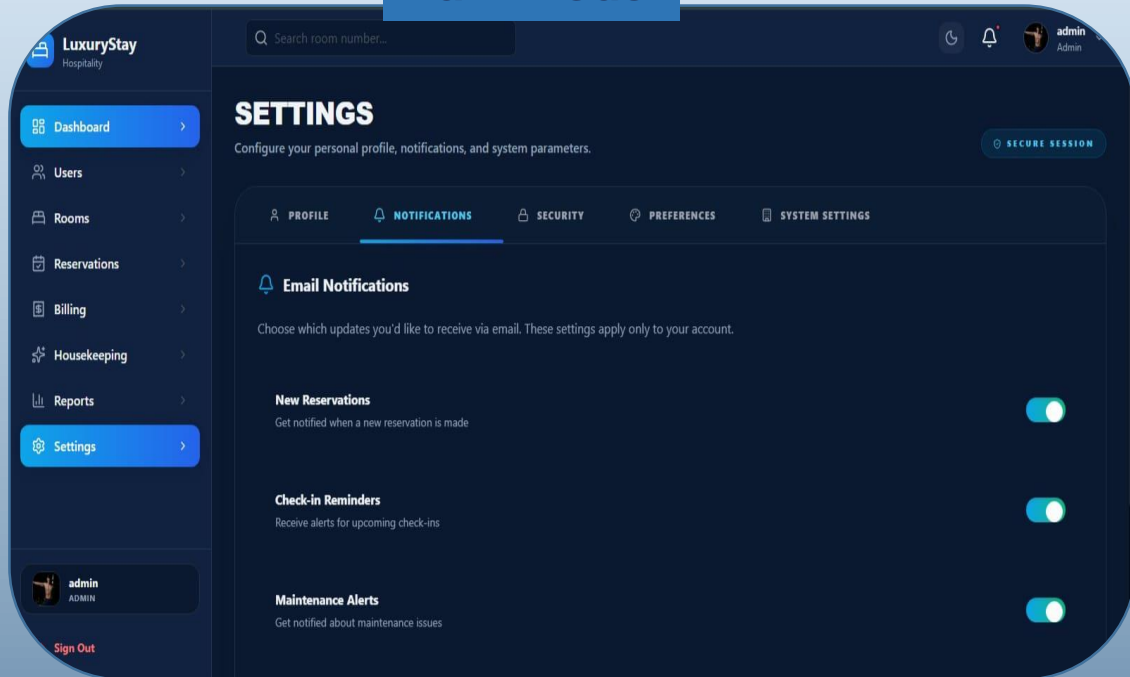 LuxuryStay
Hospitality
Search room number...
admin
Admin
Dashboard
Users
Rooms
Reservations
Billing
Housekeeping
Reports
Settings
admin
ADMIN
Sign Out
SETTINGS
Configure your personal profile, notifications, and system parameters.
SECURE SESSION
PROFILE
NOTIFICATIONS
SECURITY
PREFERENCES
SYSTEM SETTINGS
Email Notifications
Choose which updates you'd like to receive via email. These settings apply only to your account.
New Reservations
Get notified when a new reservation is made
Check-in Reminders
Receive alerts for upcoming check-ins
Maintenance Alerts
Get notified about maintenance issues